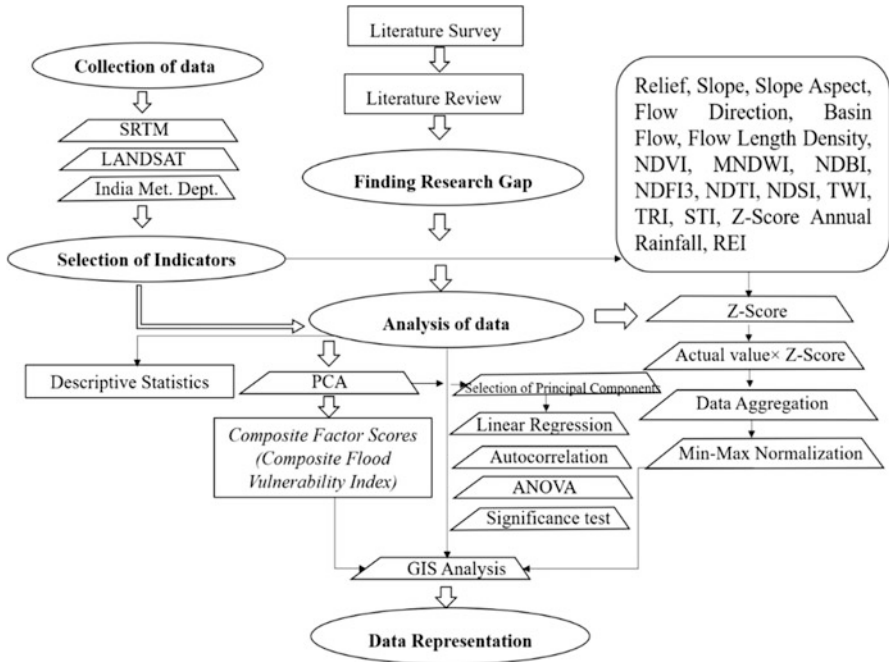 Literature Survey
Collection of data
Literature Review
SRTM
LANDSAT
India Met. Dept.
Finding Research Gap
Relief, Slope, Slope Aspect,
Flow Direction, Basin
Flow, Flow Length Density,
NDVI, MNDWI, NDBI,
NDFI3, NDTI, NDSI, TWI,
TRI, STI, Z-Score Annual
Rainfall, REI
Selection of Indicators
Analysis of data
Z-Score
Actual value× Z-Score
Data Aggregation
Min-Max Normalization
Descriptive Statistics
PCA
Selection of Principal Components
Linear Regression
Autocorrelation
ANOVA
Significance test
Composite Factor Scores
(Composite Flood
Vulnerability Index)
GIS Analysis
Data Representation